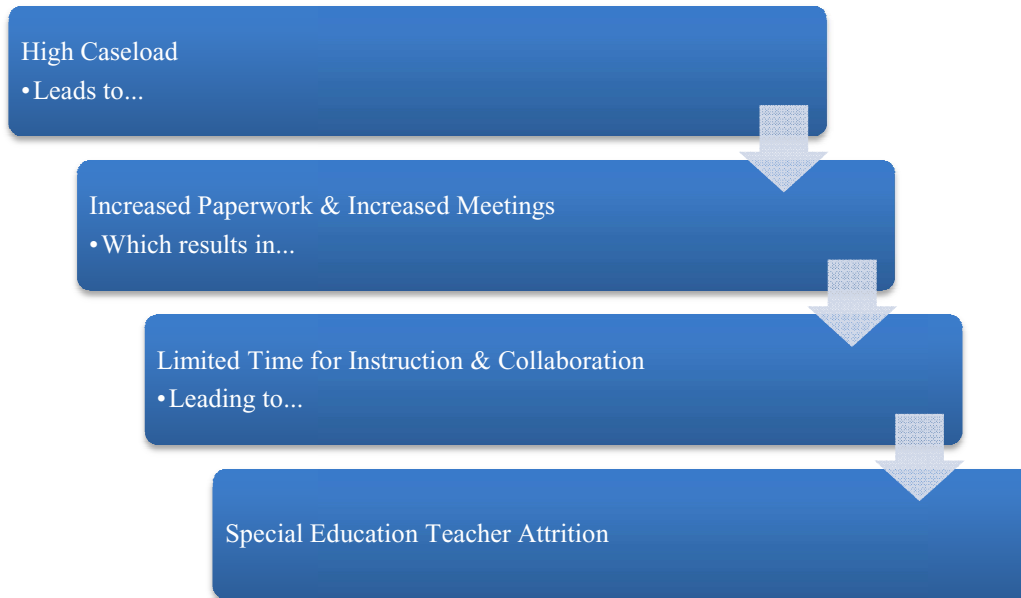 High Caseload
•Leads to...
Increased Paperwork & Increased Meetings
•Which results in...
Limited Time for Instruction & Collaboration
•Leading to...
Special Education Teacher Attrition